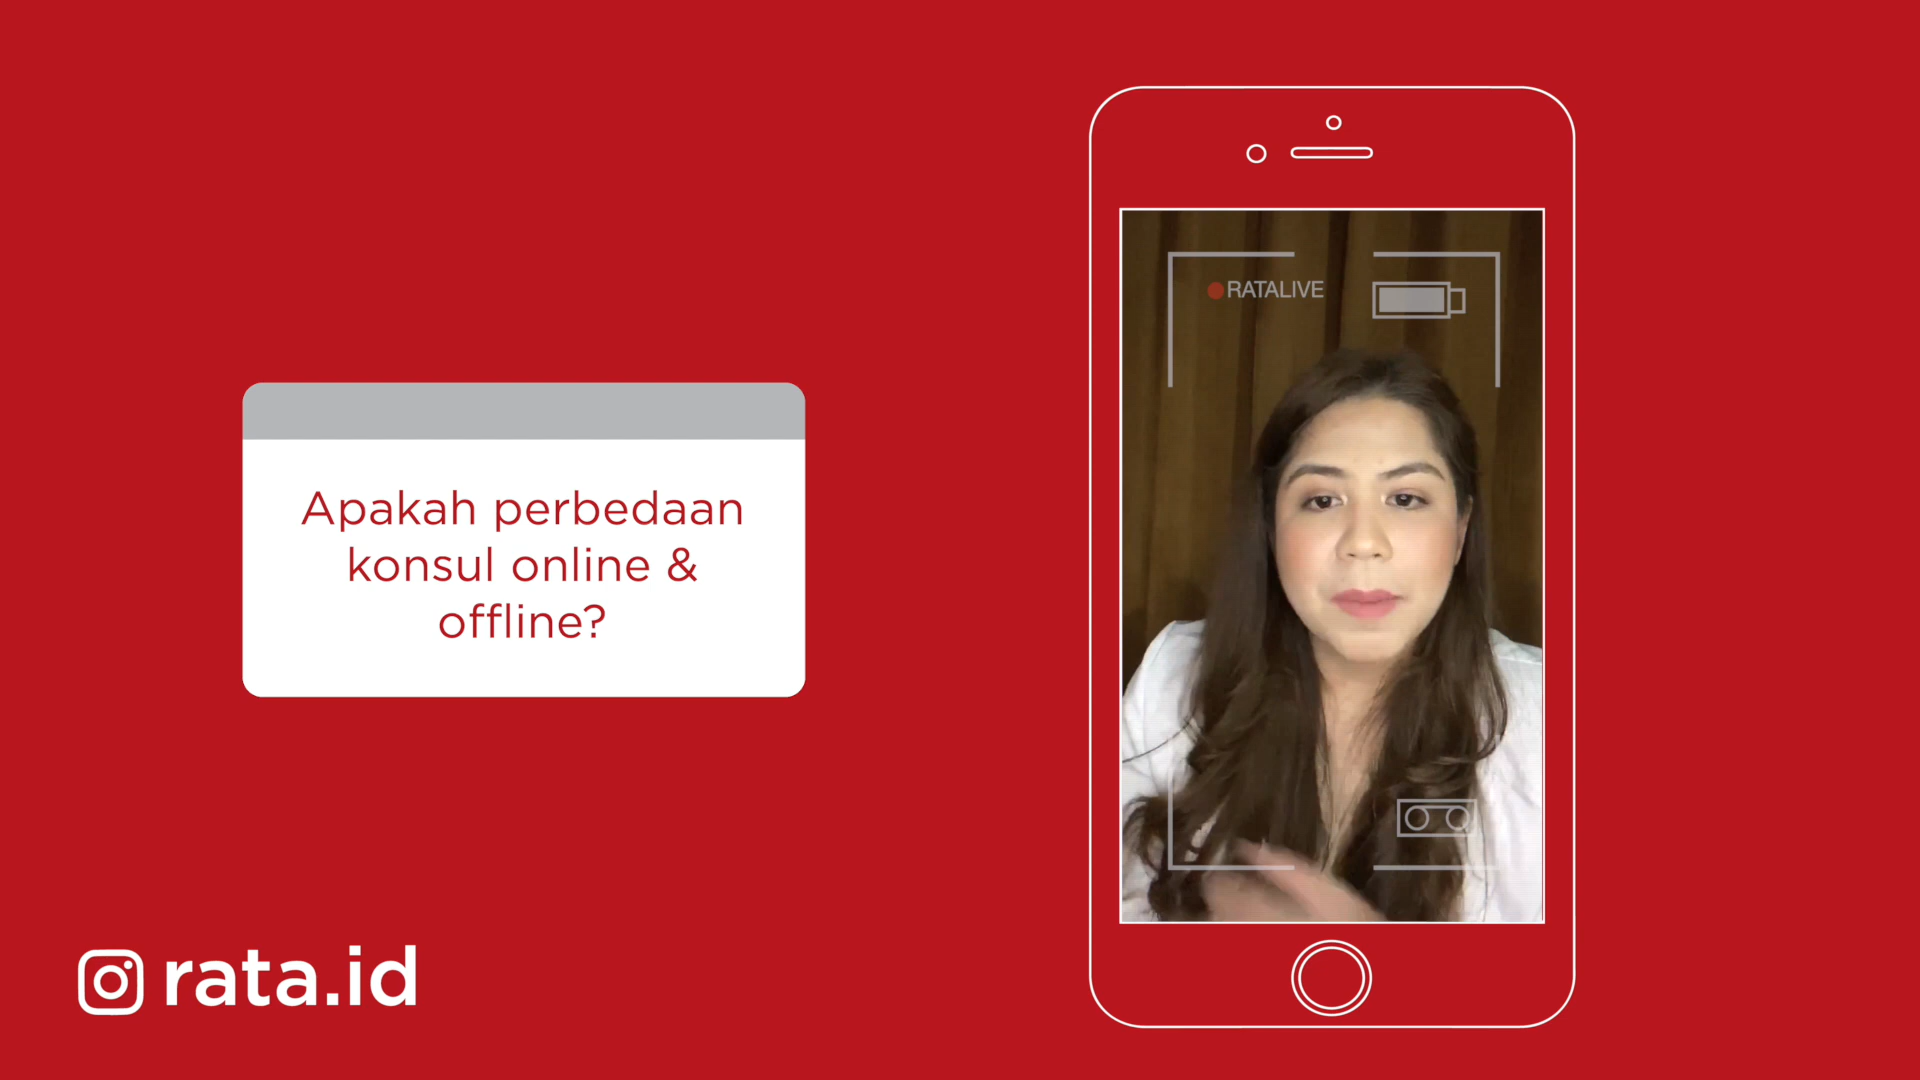 RATALIVE
Apakah perbedaan
konsul online &
offline?
rata.id